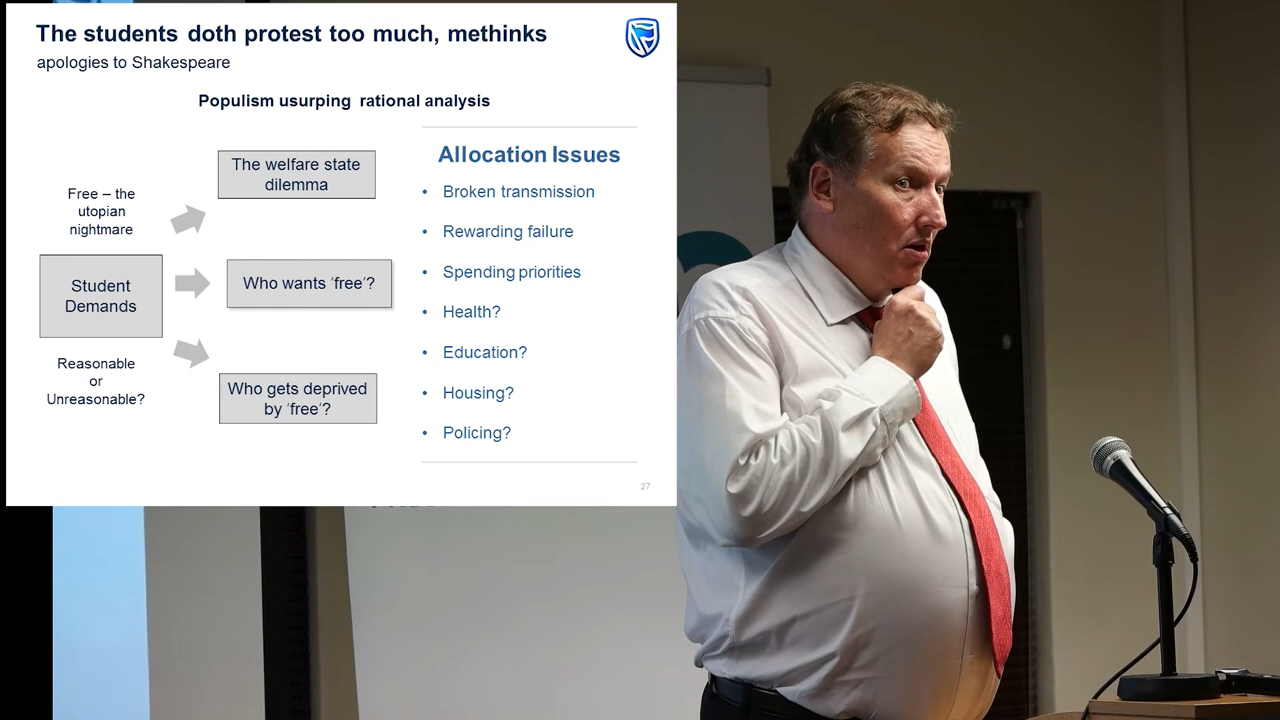 The students doth protest too much, methinks
apologies to Shakespeare
Populism usurping rational analysis
Free – the
utopian
nightmare
Student
Demands
Reasonable
or
Unreasonable?
The welfare state
dilemma
Who wants ‘free’?
Who gets deprived
by ‘free’?
Allocation Issues
• Broken transmission
• Rewarding failure
• Spending priorities
• Health?
• Education?
• Housing?
• Policing?
27